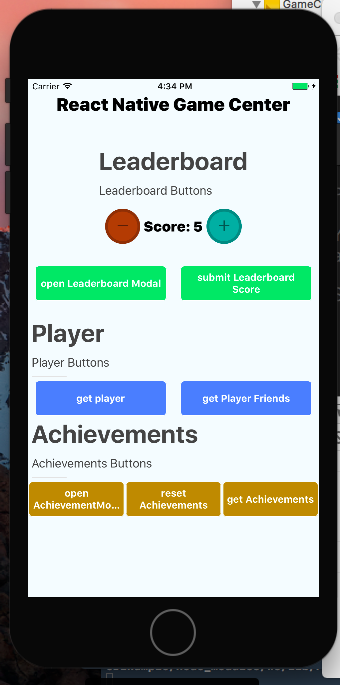 GameC
Carrier
4:34 PM
React Native Game Center
Leaderboard
Leaderboard Buttons
− Score: 5 +
open Leaderboard Modal
submit Leaderboard
Score
Player
Player Buttons
get player
get Player Friends
Achievements
Achievements Buttons
open
AchievementMo...
reset
Achievements
get Achievements